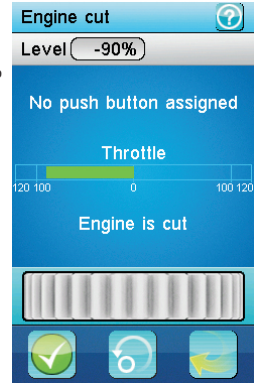 Engine cut ?
Level -90%
No push button assigned
Throttle
120 100 0 100 120
Engine is cut